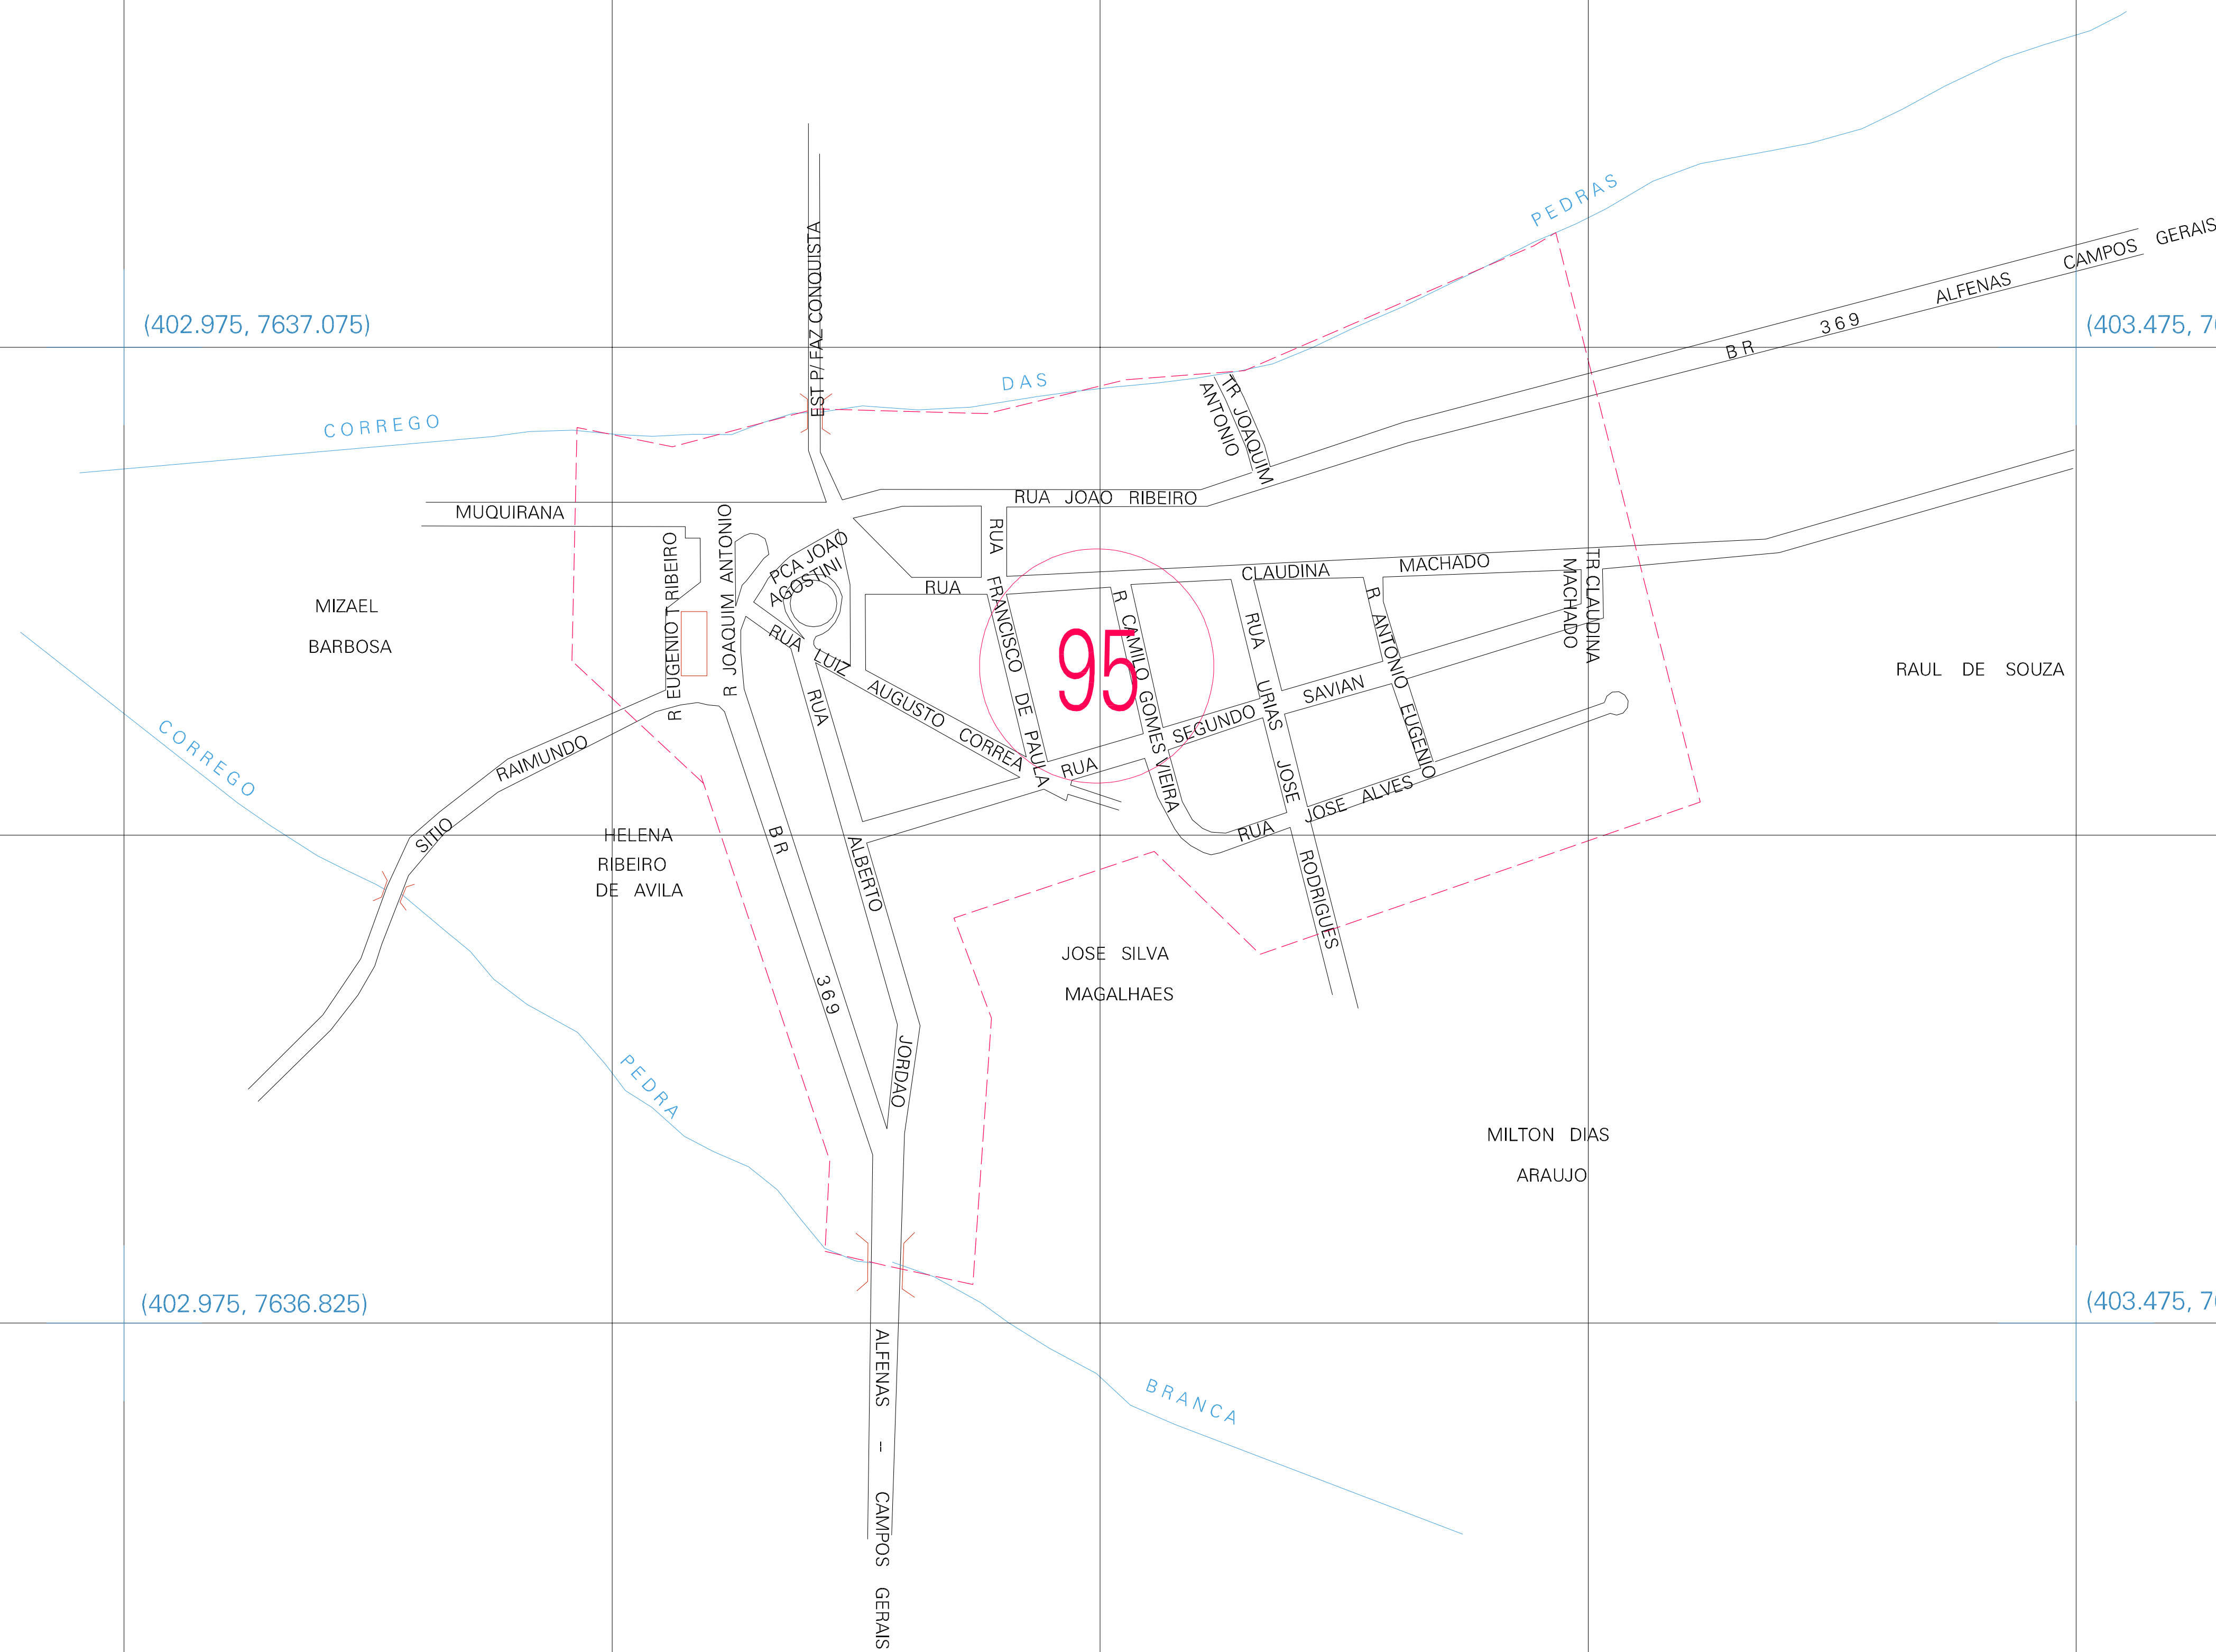 PEDRAS
CAMPOS GERAIS
ALFENAS
369
BR
EST P/ FAZ CONQUISTA
(402.975, 7637.075)
(403.475, 76
DAS
CORREGO
TR JOAQUIM
ANTONIO
RUA JOAO RIBEIRO
MUQUIRANA
R JOAQUIM ANTONIO
R EUGENIO T RIBEIRO
PCA JOAO
AGOSTINI
RUA FRANCISCO DE PAULA
RUA CLAUDINA MACHADO
TR CLAUDINA
MACHADO
MIZAEL
BARBOSA
R CAMILO GOMES VIEIRA
RUA URIAS JOSE RODRIGUES
R ANTONIO EUGENIO
95
RUA LUIZ AUGUSTO CORREA
RAUL DE SOUZA
RUA SEGUNDO SAVIAN
RUA JOSE ALVES
RUA ALBERTO JORDAO
CORREGO
SITIO RAIMUNDO
HELENA
RIBEIRO
DE AVILA
BR 369
JOSE SILVA
MAGALHAES
PEDRA
MILTON DIAS
ARAUJO
(402.975, 7636.825)
(403.475, 76
BRANCA
ALFENAS -- CAMPOS GERAIS